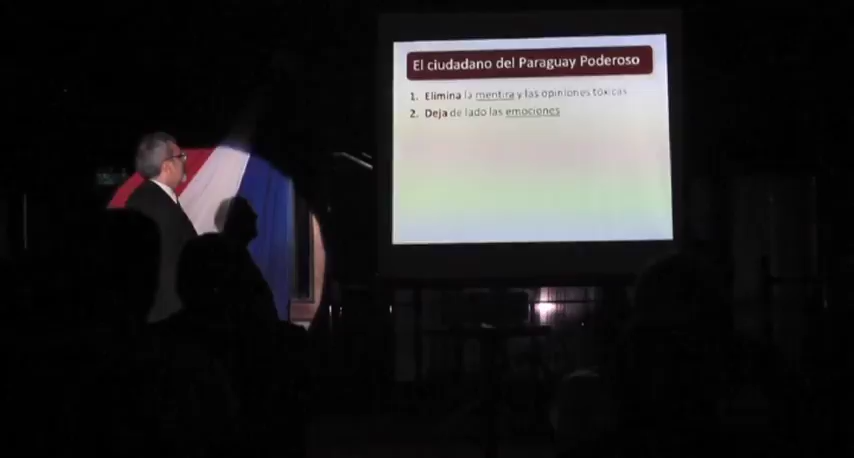 El ciudadano del Paraguay Poderoso
1. Elimina la mentira y las opiniones tóxicas
2. Deja de lado las emociones